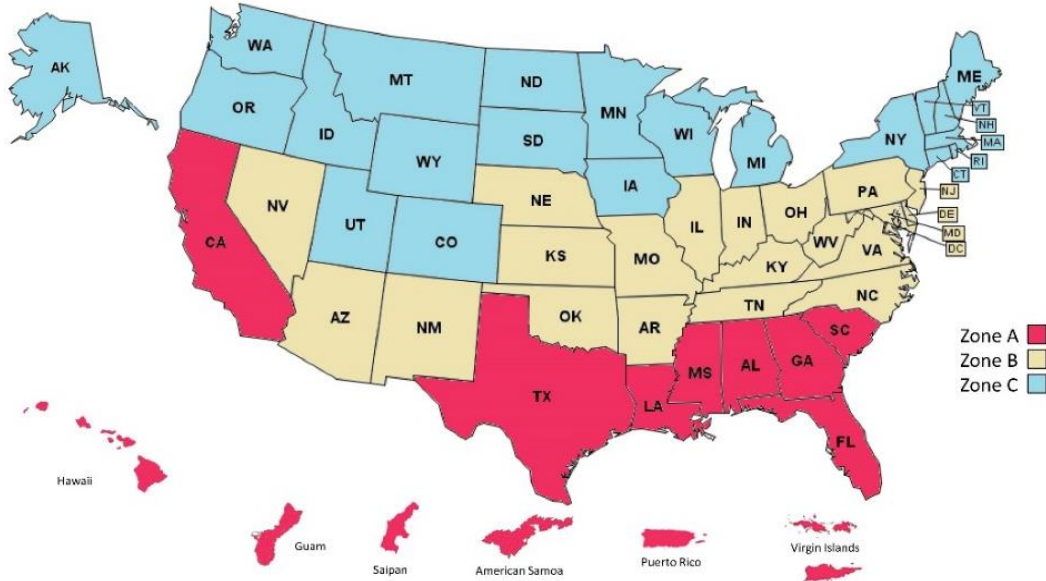 AK
WA
MT
ND
MN
ME
VT
NH
MA
RI
CT
OR
ID
WY
SD
WI
MI
NY
IA
NE
PA
NJ
NV
UT
CO
IL
IN
OH
DE
MD
DC
CA
KS
MO
WV
VA
KY
AZ
NM
OK
AR
TN
NC
SC
MS
AL
GA
TX
LA
FL
Zone A
Zone B
Zone C
Hawaii
Guam
Saipan
American Samoa
Puerto Rico
Virgin Islands